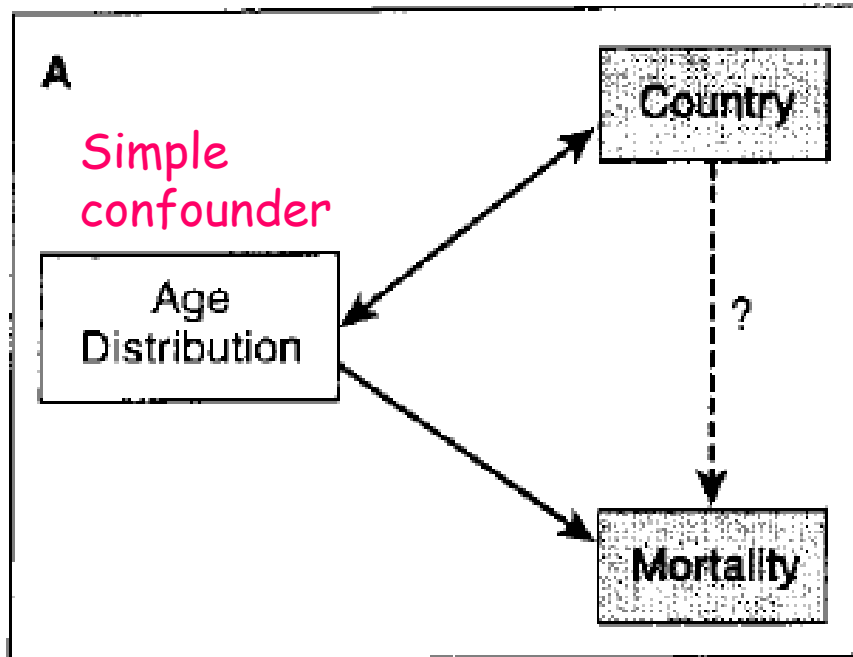 A
Country
Simple
confounder
Age
Distribution
?
Mortality